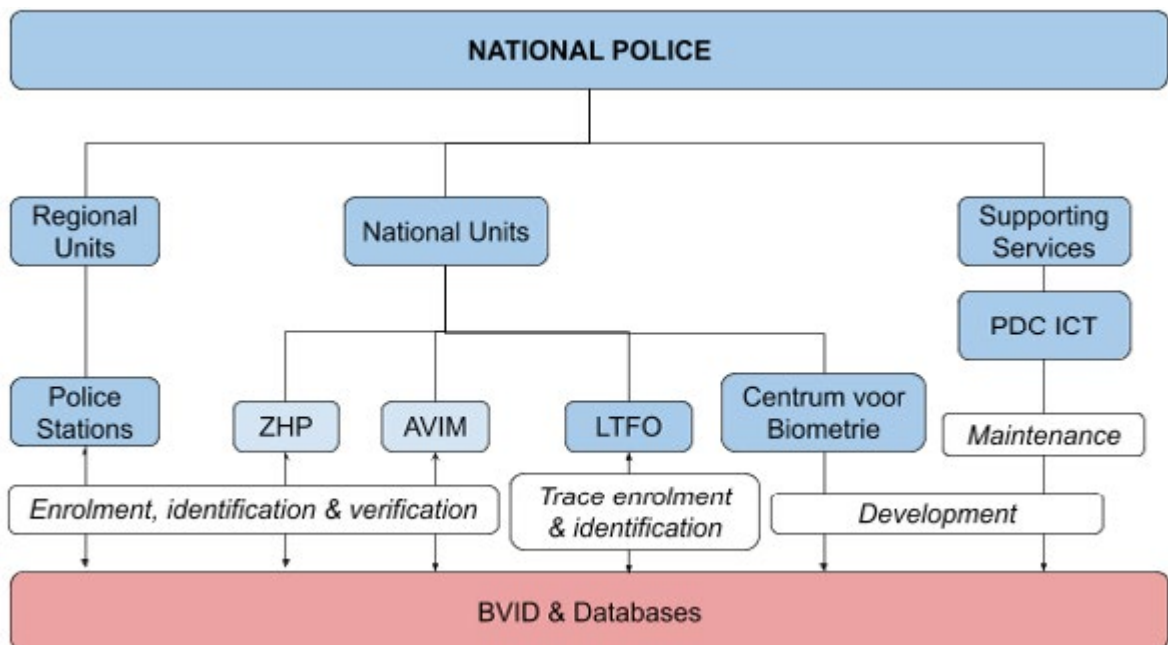 NATIONAL POLICE
Regional
Units
National Units
Supporting
Services
PDC ICT
Police
Stations
ZHP
AVIM
LTFO
Centrum voor
Biometrie
Maintenance
Enrolment, identification & verification
Trace enrolment
& identification
Development
BVID & Databases